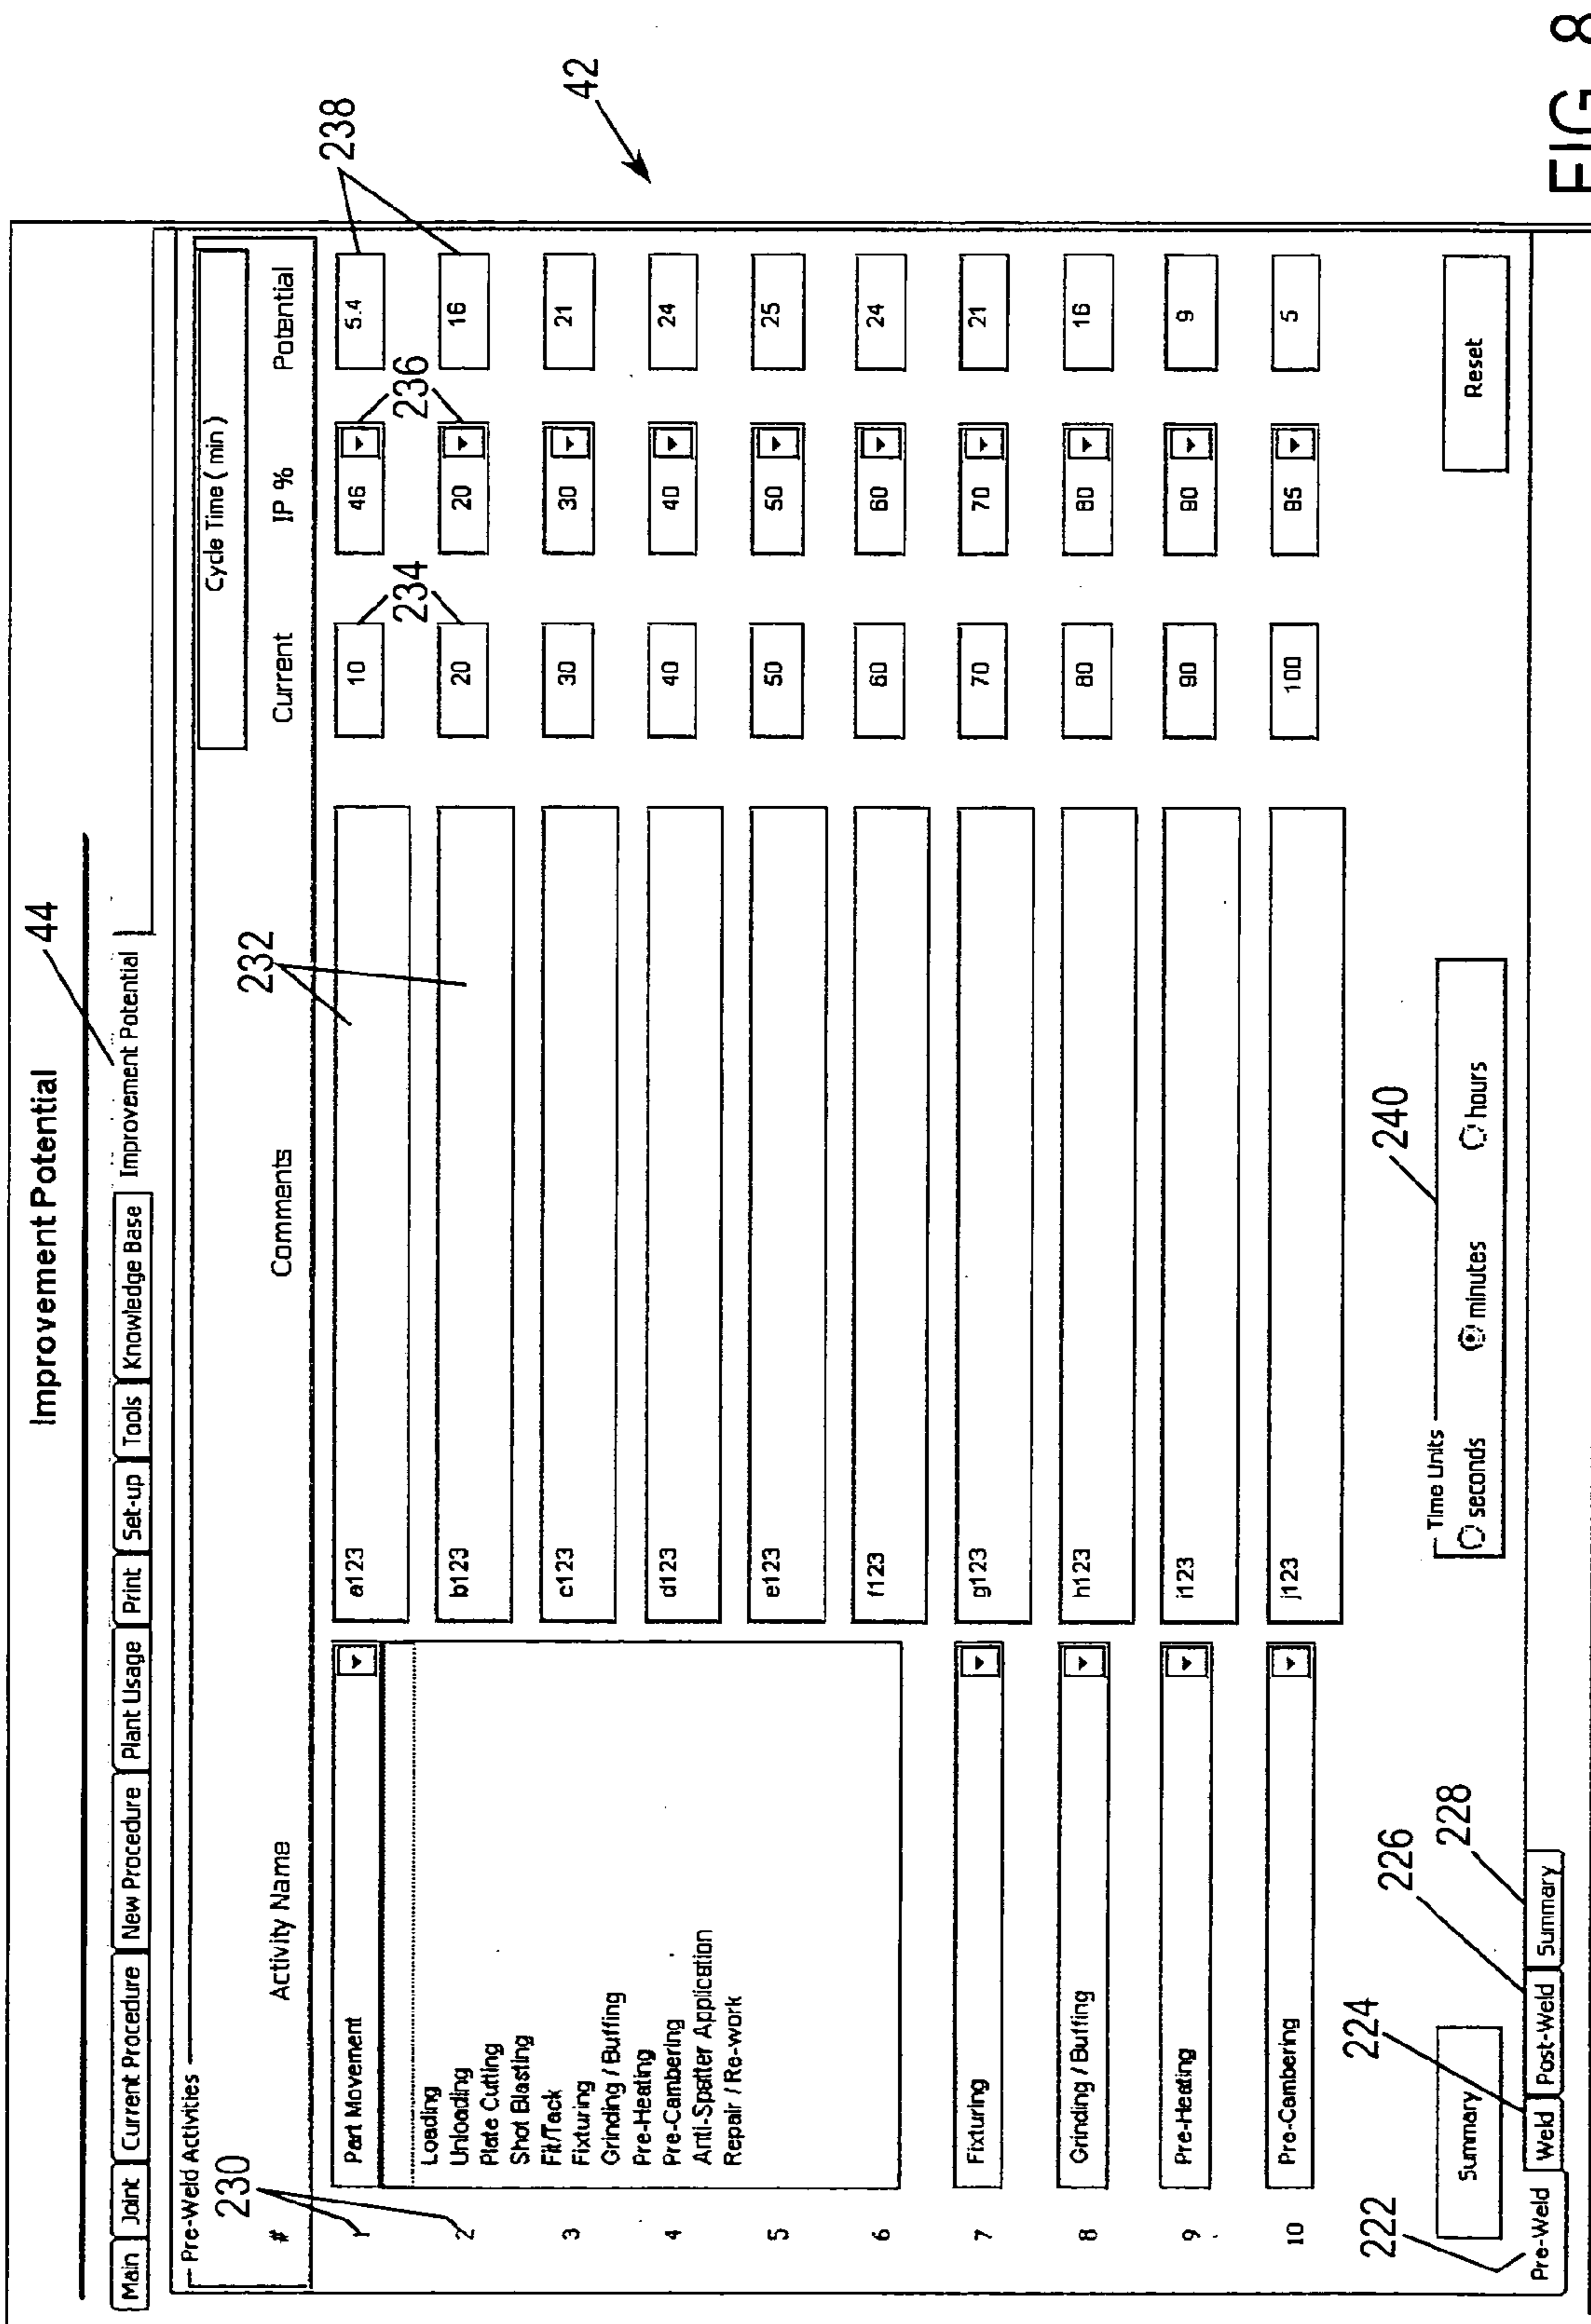 Improvement Potential
44
Main Joint Current Procedure New Procedure Plant Usage Print Set-up Tools Knowledge Base Improvement Potential
Pre-Weld Activities
230
232
Cycle Time ( min )
# Activity Name Comments Current IP % Potential
238
1 Part Movement a123 10 46 5.4
234
236
42
2 b123 20 20 16
3 c123 30 30 21
4 d123 40 40 24
5 e123 50 50 25
6 f123 60 60 24
Loading
Unloading
Plate Cutting
Shot Blasting
Fit/Tack
Fixturing
Grinding / Buffing
Pre-Heating
Pre-Cambering
Anti-Spatter Application
Repair / Re-work
7 Fixturing g123 70 70 21
8 Grinding / Buffing h123 80 80 16
9 Pre-Heating i123 90 90 9
10 Pre-Cambering j123 100 95 5
222
224
226
228
240
Time Units
Summary seconds minutes hours Reset
Pre-Weld Weld Post-Weld Summary
FIG. 8